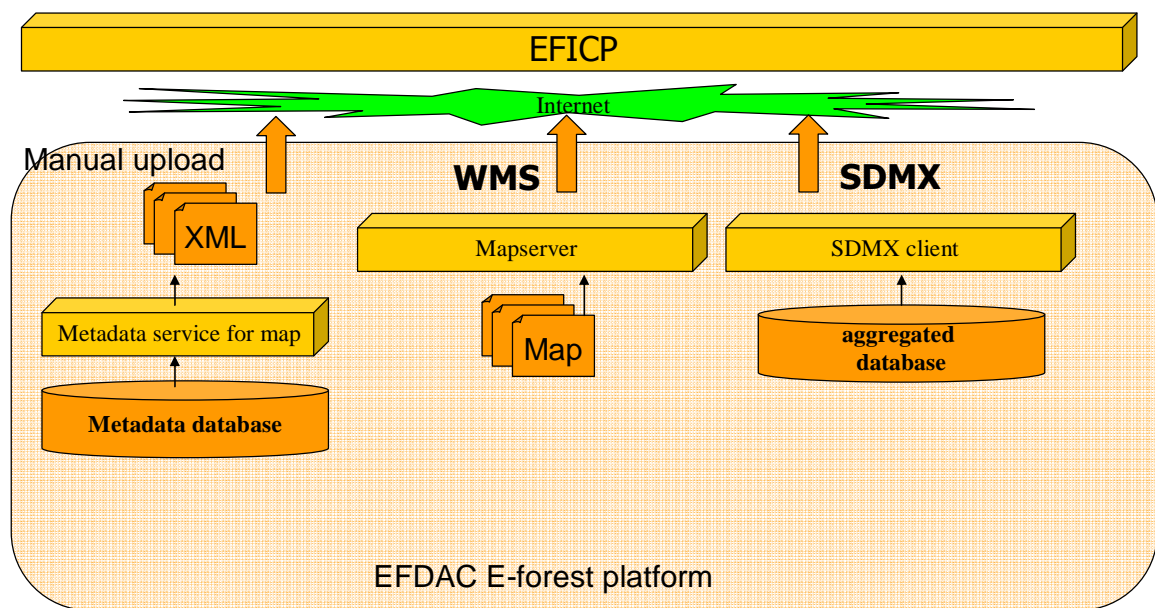 EFICP
Internet
Manual upload
WMS
SDMX
XML
Mapserver
SDMX client
Metadata service for map
Map
aggregated
database
Metadata database
EFDAC E-forest platform